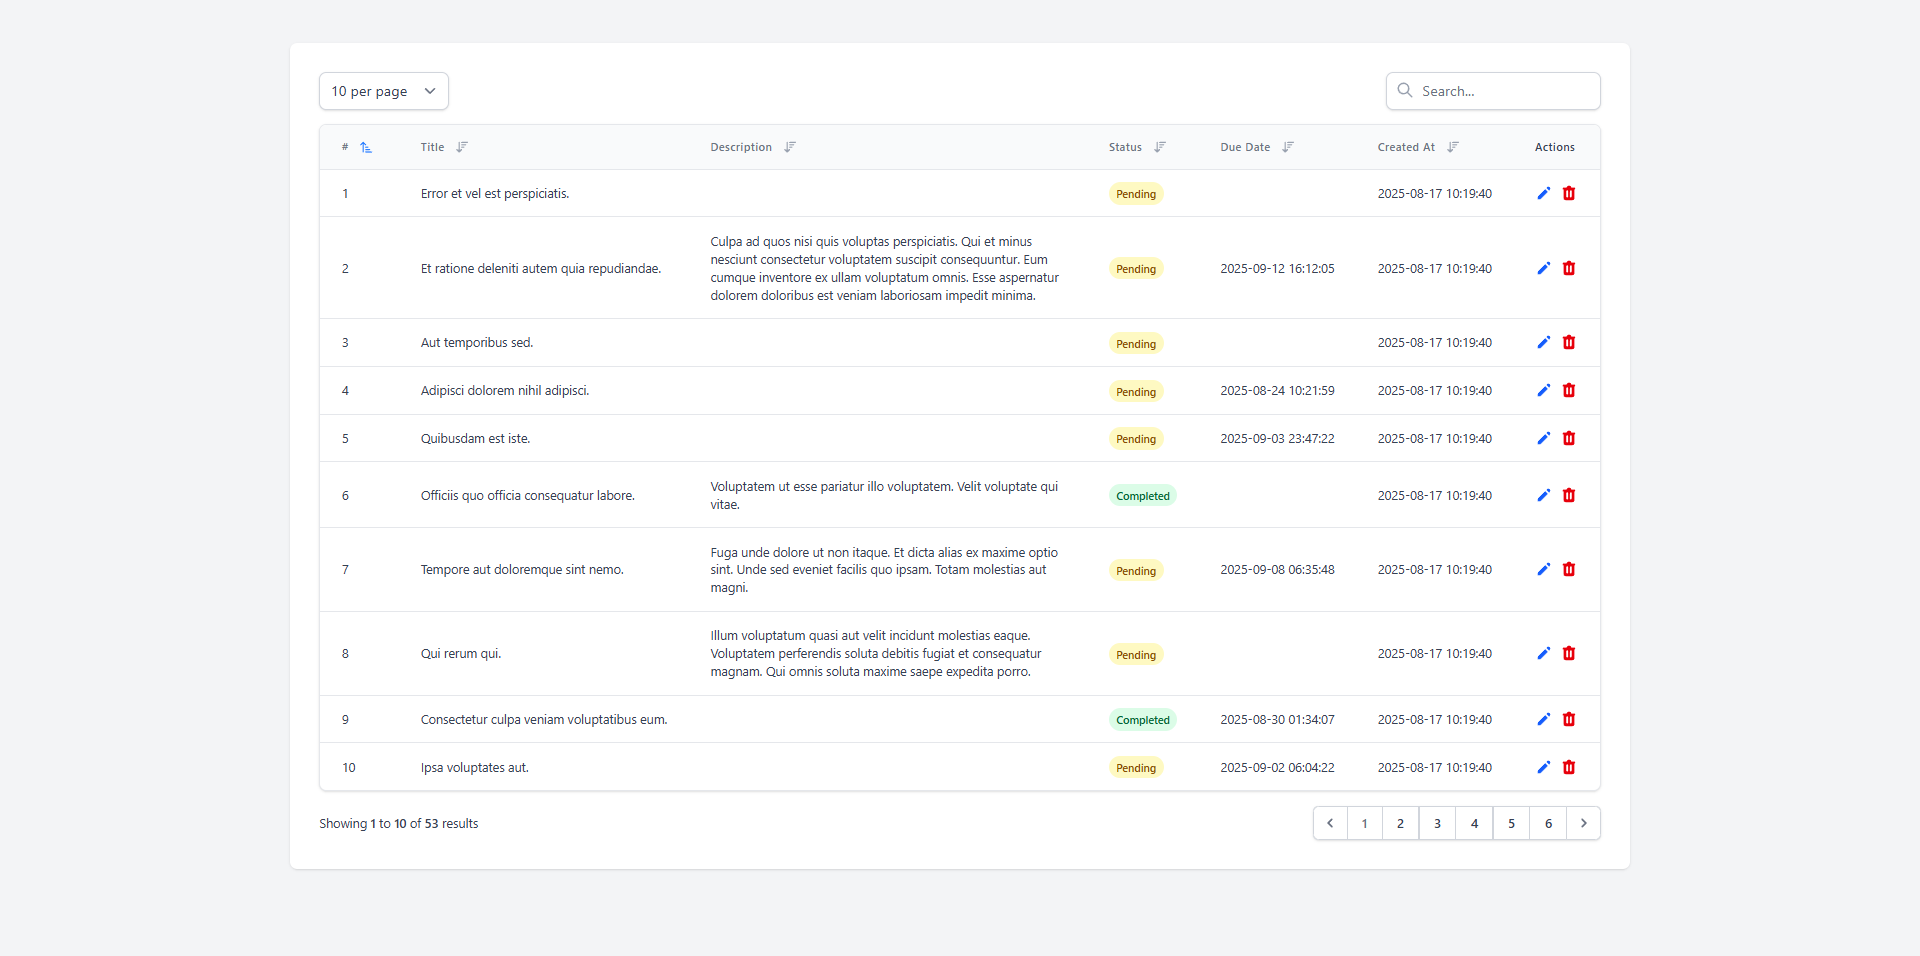 10 per page
Search...
# Title Description Status Due Date Created At Actions
1 Error et vel est perspiciatis. Pending 2025-08-17 10:19:40
Culpa ad quos nisi quis voluptas perspiciatis. Qui et minus
nesciunt consectetur voluptatem suscipit consequuntur. Eum
2 Et ratione deleniti autem quia repudiandae. Pending 2025-09-12 16:12:05 2025-08-17 10:19:40
cumque inventore ex ullam voluptatum omnis. Esse aspernatur
dolorem doloribus est veniam laboriosam impedit minima.
3 Aut temporibus sed. Pending 2025-08-17 10:19:40
4 Adipisci dolorem nihil adipisci. Pending 2025-08-24 10:21:59 2025-08-17 10:19:40
5 Quibusdam est iste. Pending 2025-09-03 23:47:22 2025-08-17 10:19:40
Voluptatem ut esse pariatur illo voluptatem. Velit voluptate qui
6 Officiis quo officia consequatur labore. Completed 2025-08-17 10:19:40
vitae.
Fuga unde dolore ut non itaque. Et dicta alias ex maxime optio
7 Tempore aut doloremque sint nemo. sint. Unde sed eveniet facilis quo ipsam. Totam molestias aut Pending 2025-09-08 06:35:48 2025-08-17 10:19:40
magni.
Illum voluptatum quasi aut velit incidunt molestias eaque.
8 Qui rerum qui. Voluptatem perferendis soluta debitis fugiat et consequatur Pending 2025-08-17 10:19:40
magnam. Qui omnis soluta maxime saepe expedita porro.
9 Consectetur culpa veniam voluptatibus eum. Completed 2025-08-30 01:34:07 2025-08-17 10:19:40
10 Ipsa voluptates aut. Pending 2025-09-02 06:04:22 2025-08-17 10:19:40
Showing 1 to 10 of 53 results
1 2 3 4 5 6